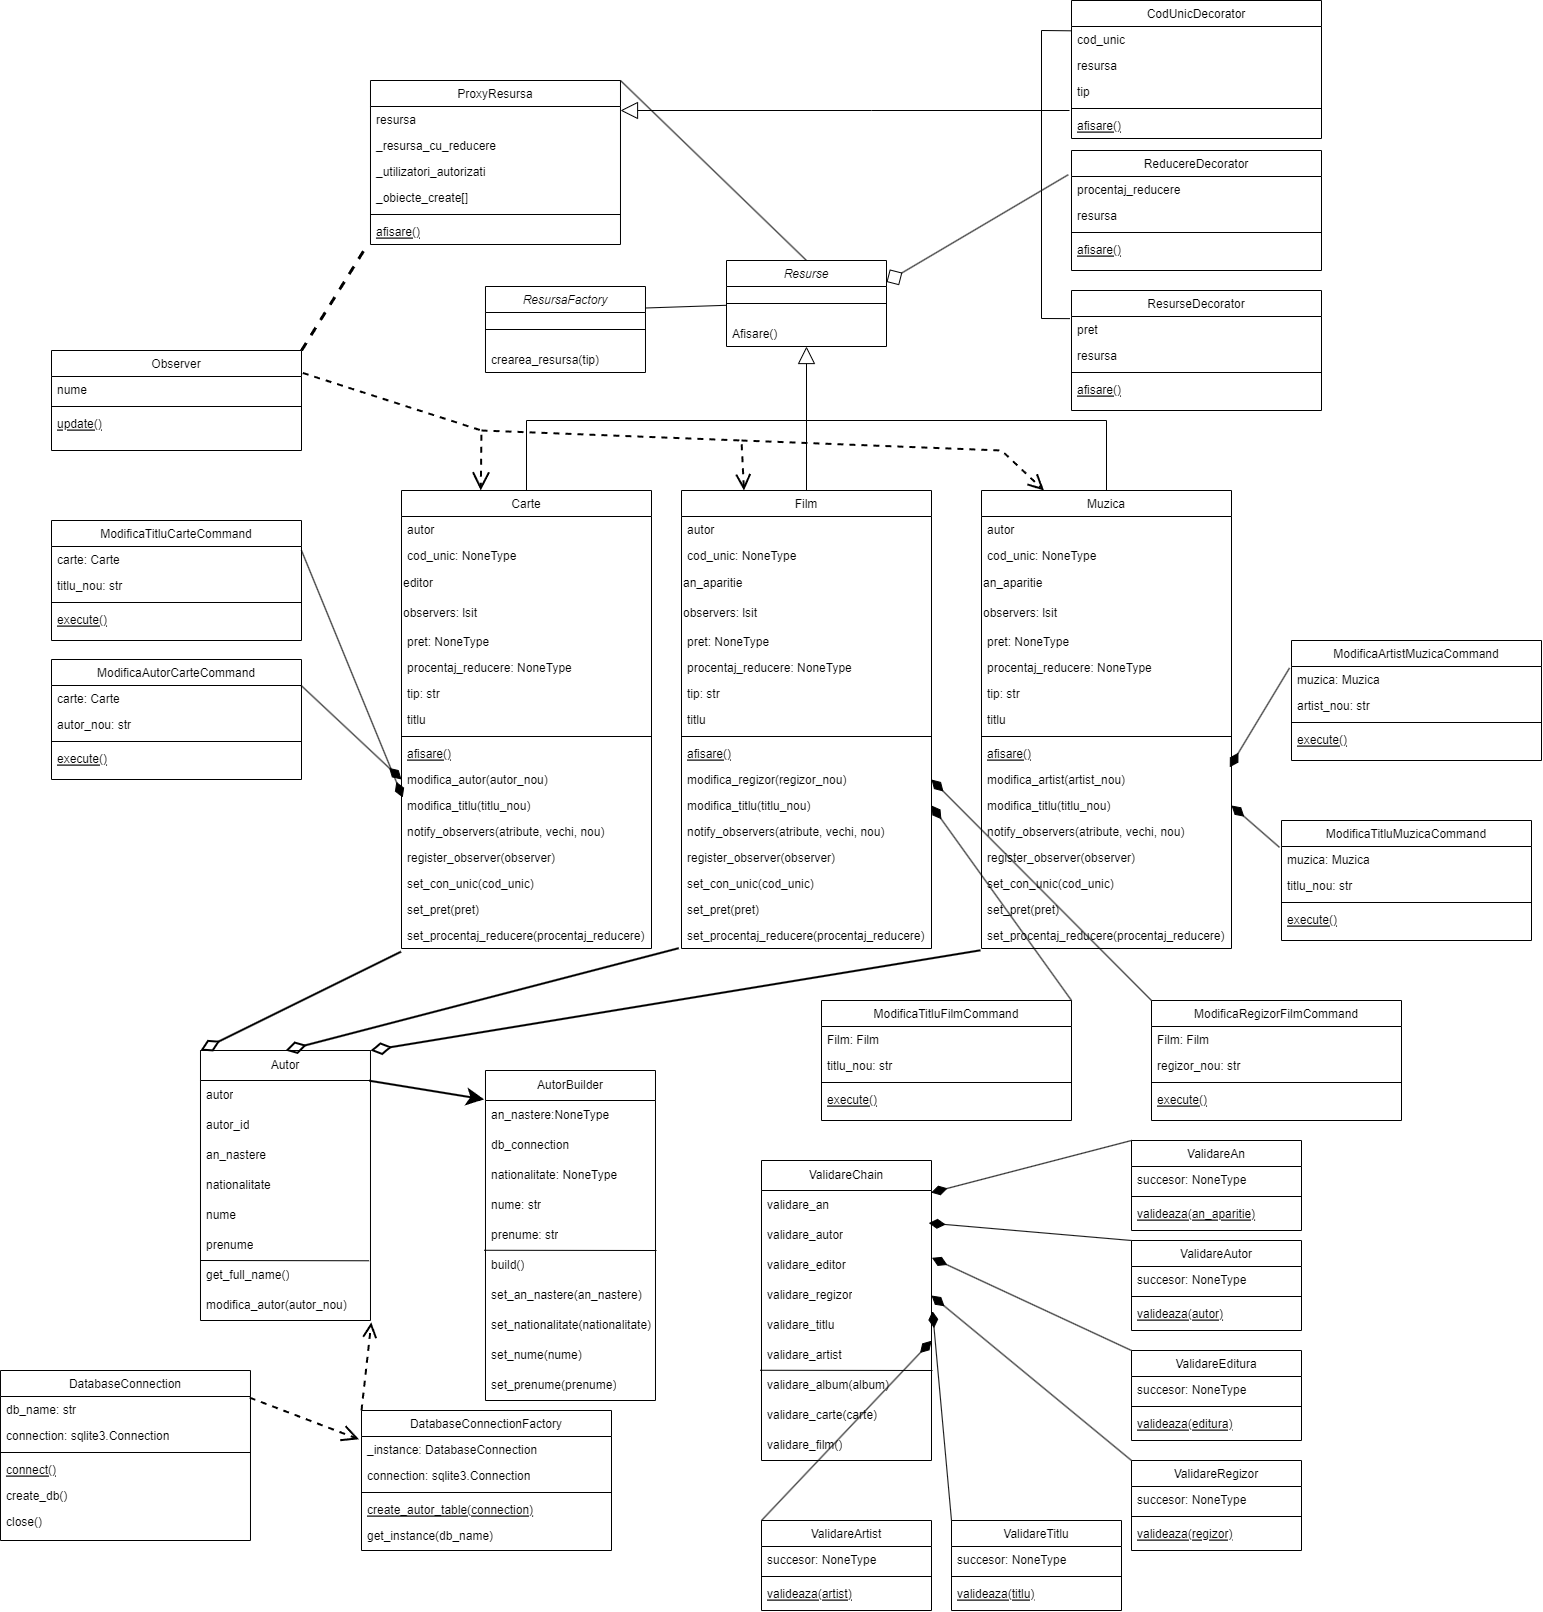 CodUnicDecorator
cod_unic
resursa
tip
afisare()
ProxyResursa
resursa
_resursa_cu_reducere
_utilizatori_autorizati
_obiecte_create[]
afisare()
ReducereDecorator
procentaj_reducere
resursa
afisare()
Resurse
Afisare()
ResursaFactory
crearea_resursa(tip)
ResurseDecorator
pret
resursa
afisare()
Observer
nume
update()
Carte
autor
cod_unic: NoneType
editor
observers: lsit
pret: NoneType
procentaj_reducere: NoneType
tip: str
titlu
afisare()
modifica_autor(autor_nou)
modifica_titlu(titlu_nou)
notify_observers(atribute, vechi, nou)
register_observer(observer)
set_con_unic(cod_unic)
set_pret(pret)
set_procentaj_reducere(procentaj_reducere)
Film
autor
cod_unic: NoneType
an_aparitie
observers: lsit
pret: NoneType
procentaj_reducere: NoneType
tip: str
titlu
afisare()
modifica_regizor(regizor_nou)
modifica_titlu(titlu_nou)
notify_observers(atribute, vechi, nou)
register_observer(observer)
set_con_unic(cod_unic)
set_pret(pret)
set_procentaj_reducere(procentaj_reducere)
Muzica
autor
cod_unic: NoneType
an_aparitie
observers: lsit
pret: NoneType
procentaj_reducere: NoneType
tip: str
titlu
afisare()
modifica_artist(artist_nou)
modifica_titlu(titlu_nou)
notify_observers(atribute, vechi, nou)
register_observer(observer)
set_con_unic(cod_unic)
set_pret(pret)
set_procentaj_reducere(procentaj_reducere)
ModificaTitluCarteCommand
carte: Carte
titlu_nou: str
execute()
ModificaAutorCarteCommand
carte: Carte
autor_nou: str
execute()
ModificaArtistMuzicaCommand
muzica: Muzica
artist_nou: str
execute()
ModificaTitluMuzicaCommand
muzica: Muzica
titlu_nou: str
execute()
ModificaTitluFilmCommand
Film: Film
titlu_nou: str
execute()
ModificaRegizorFilmCommand
Film: Film
regizor_nou: str
execute()
Autor
autor
autor_id
an_nastere
nationalitate
nume
prenume
get_full_name()
modifica_autor(autor_nou)
AutorBuilder
an_nastere:NoneType
db_connection
nationalitate: NoneType
nume: str
prenume: str
build()
set_an_nastere(an_nastere)
set_nationalitate(nationalitate)
set_nume(nume)
set_prenume(prenume)
ValidareChain
validare_an
validare_autor
validare_editor
validare_regizor
validare_titlu
validare_artist
validare_album(album)
validare_carte(carte)
validare_film()
ValidareAn
succesor: NoneType
valideaza(an_aparitie)
ValidareAutor
succesor: NoneType
valideaza(autor)
ValidareEditura
succesor: NoneType
valideaza(editura)
ValidareRegizor
succesor: NoneType
valideaza(regizor)
DatabaseConnection
db_name: str
connection: sqlite3.Connection
connect()
create_db()
close()
DatabaseConnectionFactory
_instance: DatabaseConnection
connection: sqlite3.Connection
create_autor_table(connection)
get_instance(db_name)
ValidareArtist
succesor: NoneType
valideaza(artist)
ValidareTitlu
succesor: NoneType
valideaza(titlu)